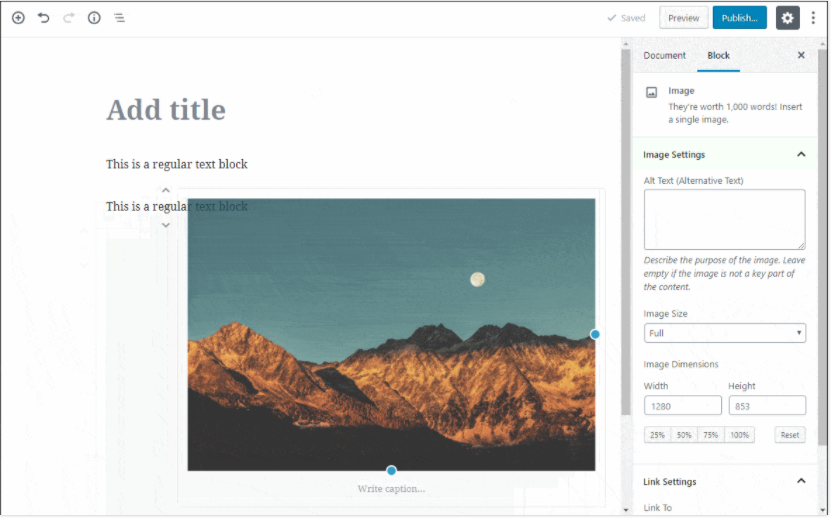 Saved Preview Publish...
Document Block
Image
They're worth 1,000 words! Insert
a single image.
Add title
This is a regular text block
This is a regular text block
Write caption...
Image Settings
Alt Text (Alternative Text)
Describe the purpose of the image. Leave
empty if the image is not a key part of
the content.
Image Size
Full
Image Dimensions
Width Height
1280 853
25% 50% 75% 100% Reset
Link Settings
Link To